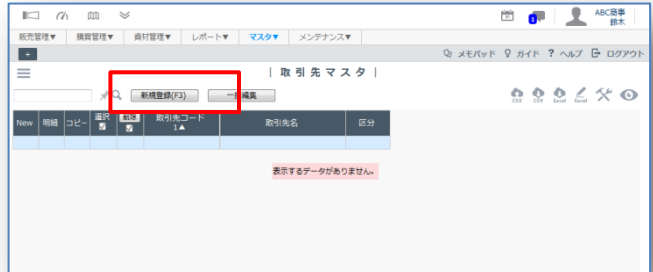 ABC商事
鈴木
1
販売管理▼ 購買管理▼ 資材管理▼ レポート▼ マスタ▼ メンテナンス▼
+ メモパッド ガイド ? ヘルプ ログアウト
| 取引先マスタ |
新規登録(F3) 一括編集
CSV CSV Excel Excel
New 明細 コピー 選択 削除 取引先コード 1▲ 取引先名 区分
表示するデータがありません。